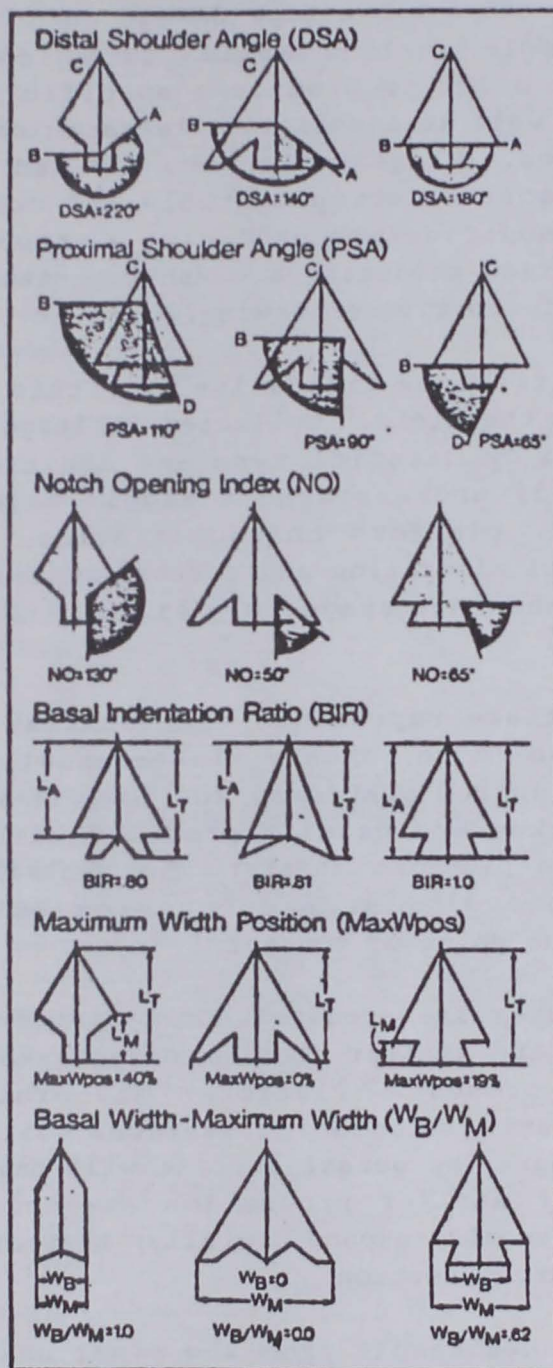 Distal Shoulder Angle (DSA)
C C C
A
B B B A
A
DSA=220° DSA=140° DSA=180°
Proximal Shoulder Angle (PSA)
C C C
B
B
B
D
D
PSA=110° PSA=90° PSA=65°
Notch Opening Index (NO)
NO=130° NO=50° NO=65°
Basal Indentation Ratio (BIR)
LA LT LA LT LA LT
BIR=.80 BIR=.81 BIR=1.0
Maximum Width Position (MaxWpos)
LT LT LT
LM LM
MaxWpos=40% MaxWpos=0% MaxWpos=19%
Basal Width-Maximum Width (WB/WM)
WB WB=0 WB
WM WM WM
WB/WM=1.0 WB/WM=0.0 WB/WM=.62